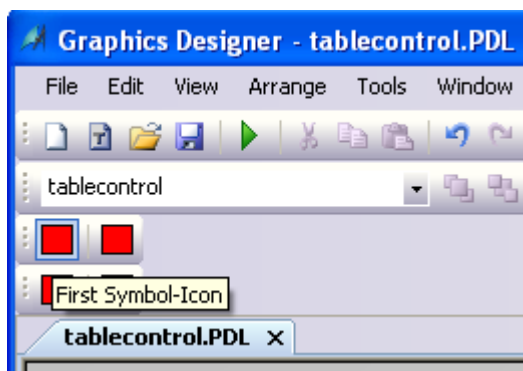 Graphics Designer - tablecontrol.PDL
File Edit View Arrange Tools Window
T
tablecontrol
First Symbol-Icon
tablecontrol.PDL X